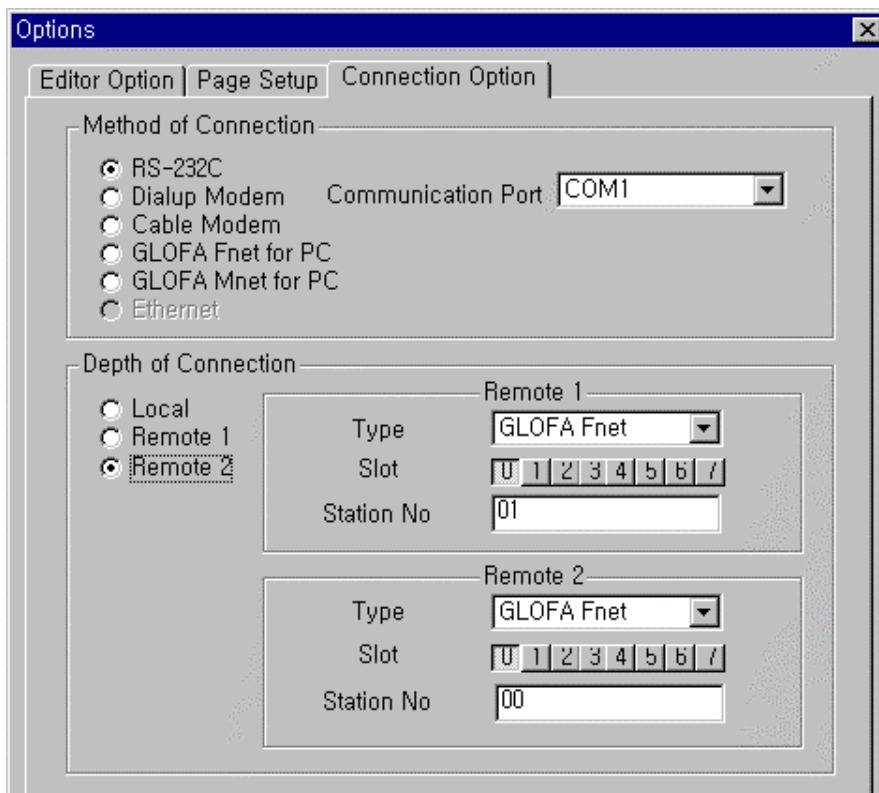 Options
Editor Option Page Setup Connection Option
Method of Connection
RS-232C
Dialup Modem Communication Port COM1
Cable Modem
GLOFA Fnet for PC
GLOFA Mnet for PC
Ethernet
Depth of Connection
Local
Remote 1
Remote 2
Remote 1
Type GLOFA Fnet
Slot 0 1 2 3 4 5 6 7
Station No 01
Remote 2
Type GLOFA Fnet
Slot 0 1 2 3 4 5 6 7
Station No 00